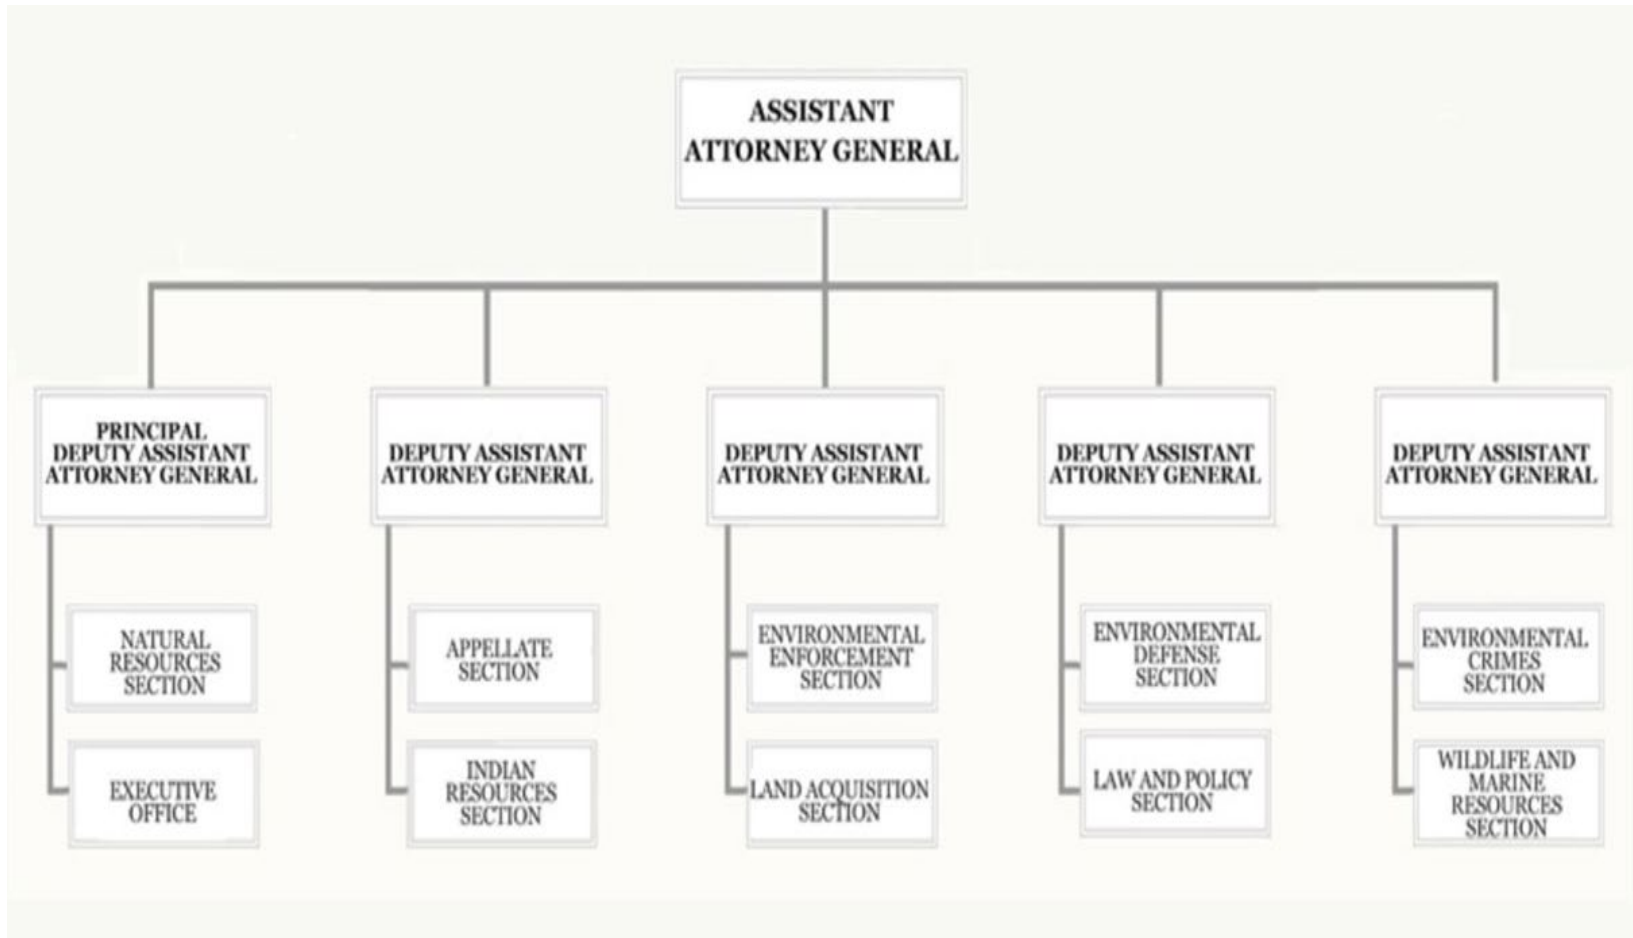 ASSISTANT
ATTORNEY GENERAL
PRINCIPAL
DEPUTY ASSISTANT
ATTORNEY GENERAL
DEPUTY ASSISTANT
ATTORNEY GENERAL
DEPUTY ASSISTANT
ATTORNEY GENERAL
DEPUTY ASSISTANT
ATTORNEY GENERAL
DEPUTY ASSISTANT
ATTORNEY GENERAL
NATURAL
RESOURCES
SECTION
APPELLATE
SECTION
ENVIRONMENTAL
ENFORCEMENT
SECTION
ENVIRONMENTAL
DEFENSE
SECTION
ENVIRONMENTAL
CRIMES
SECTION
EXECUTIVE
OFFICE
INDIAN
RESOURCES
SECTION
LAND ACQUISITION
SECTION
LAW AND POLICY
SECTION
WILDLIFE AND
MARINE
RESOURCES
SECTION